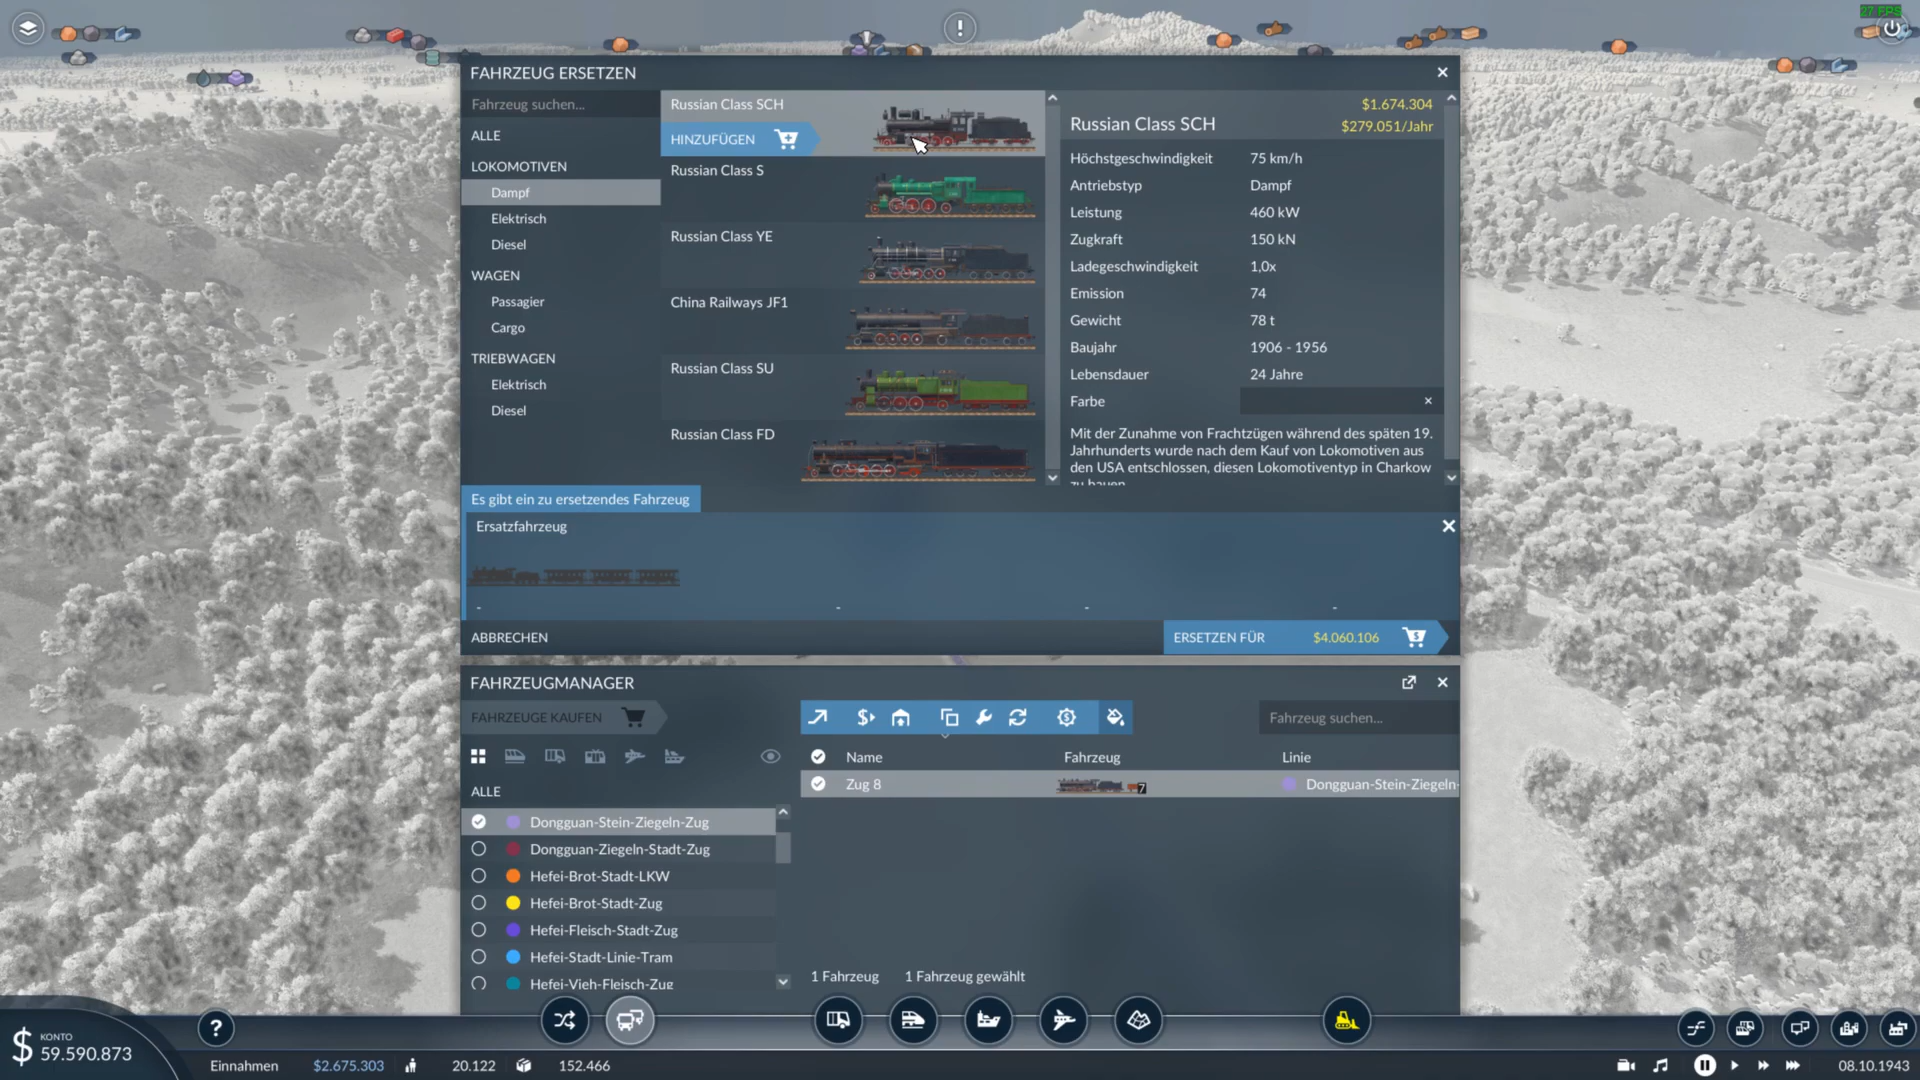 27 FPS
FAHRZEUG ERSETZEN
Fahrzeug suchen...
ALLE
LOKOMOTIVEN
Dampf
Elektrisch
Diesel
WAGEN
Passagier
Cargo
TRIEBWAGEN
Elektrisch
Diesel
Russian Class SCH
HINZUFÜGEN
Russian Class S
Russian Class YE
China Railways JF1
Russian Class SU
Russian Class FD
$1.674.304
Russian Class SCH
$279.051/Jahr
Höchstgeschwindigkeit 75 km/h
Antriebstyp Dampf
Leistung 460 kW
Zugkraft 150 kN
Ladegeschwindigkeit 1,0x
Emission 74
Gewicht 78 t
Baujahr 1906 - 1956
Lebensdauer 24 Jahre
Farbe
Mit der Zunahme von Frachtzügen während des späten 19.
Jahrhunderts wurde nach dem Kauf von Lokomotiven aus
den USA entschlossen, diesen Lokomotiventyp in Charkow
zu bauen
Es gibt ein zu ersetzendes Fahrzeug
Ersatzfahrzeug
- - - -
ABBRECHEN
ERSETZEN FÜR $4.060.106
FAHRZEUGMANAGER
FAHRZEUGE KAUFEN
Fahrzeug suchen...
ALLE
Dongguan-Stein-Ziegeln-Zug
Dongguan-Ziegeln-Stadt-Zug
Hefei-Brot-Stadt-LKW
Hefei-Brot-Stadt-Zug
Hefei-Fleisch-Stadt-Zug
Hefei-Stadt-Linie-Tram
Hefei-Vieh-Fleisch-Zug
Name Fahrzeug Linie
Zug 8 7 Dongguan-Stein-Ziegeln-
1 Fahrzeug 1 Fahrzeug gewählt
$ KONTO
59.590.873
?
Einnahmen $2.675.303 20.122 152.466
08.10.1943